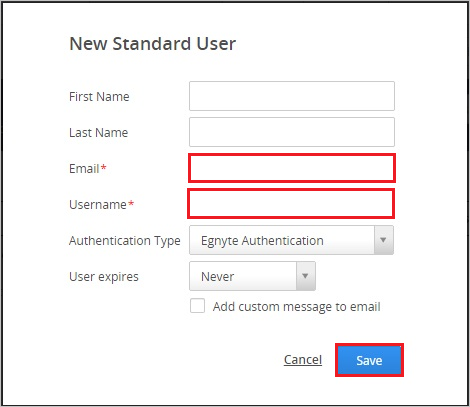 New Standard User
First Name
Last Name
Email*
Username*
Authentication Type Egnyte Authentication
User expires Never
Add custom message to email
Cancel Save